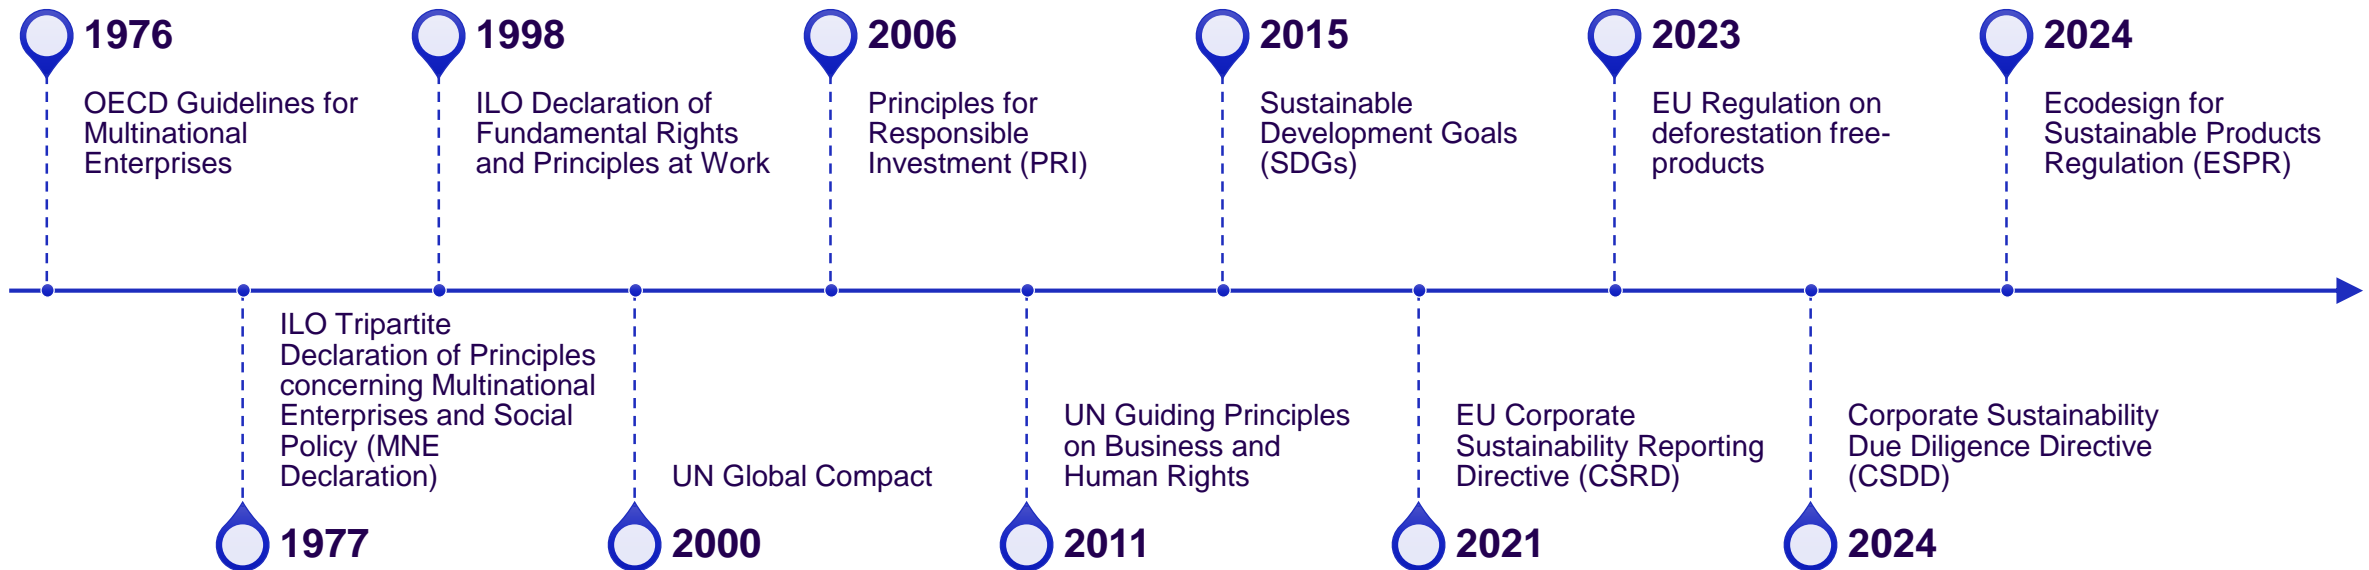 1976
OECD Guidelines for
Multinational
Enterprises
1998
ILO Declaration of
Fundamental Rights
and Principles at Work
2006
Principles for
Responsible
Investment (PRI)
2015
Sustainable
Development Goals
(SDGs)
2023
EU Regulation on
deforestation free-
products
2024
Ecodesign for
Sustainable Products
Regulation (ESPR)
ILO Tripartite
Declaration of Principles
concerning Multinational
Enterprises and Social
Policy (MNE
Declaration)
1977
UN Global Compact
2000
UN Guiding Principles
on Business and
Human Rights
2011
EU Corporate
Sustainability Reporting
Directive (CSRD)
2021
Corporate Sustainability
Due Diligence Directive
(CSDD)
2024